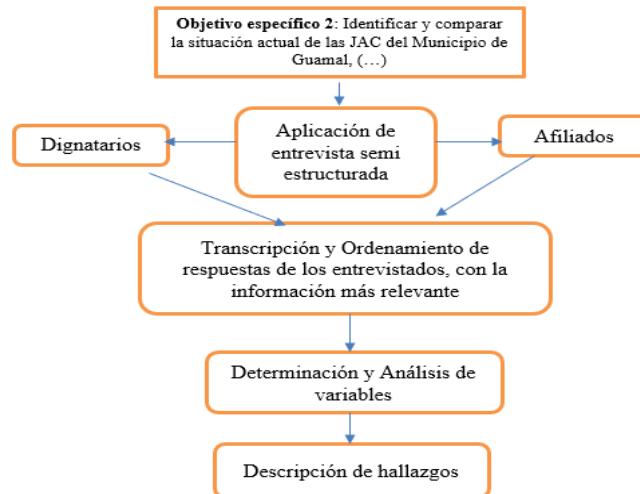 Objetivo específico 2: Identificar y comparar
la situación actual de las JAC del Municipio de
Guamal, (…)
Dignatarios
Aplicación de
entrevista semi
estructurada
Afiliados
Transcripción y Ordenamiento de
respuestas de los entrevistados, con la
información más relevante
Determinación y Análisis de
variables
Descripción de hallazgos